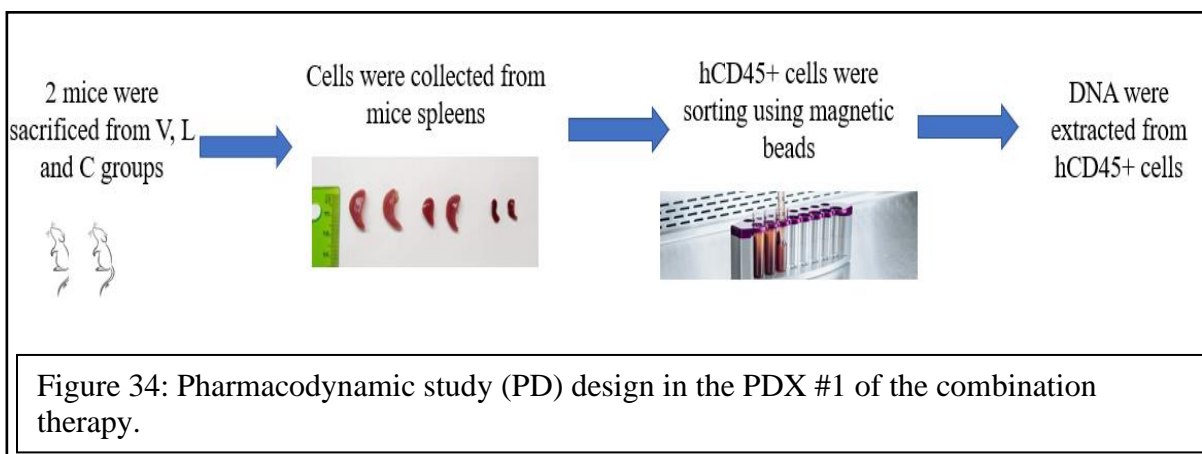 2 mice were
sacrificed from V, L
and C groups
Cells were collected from
mice spleens
hCD45+ cells were
sorting using magnetic
beads
DNA were
extracted from
hCD45+ cells
Figure 34: Pharmacodynamic study (PD) design in the PDX #1 of the combination
therapy.